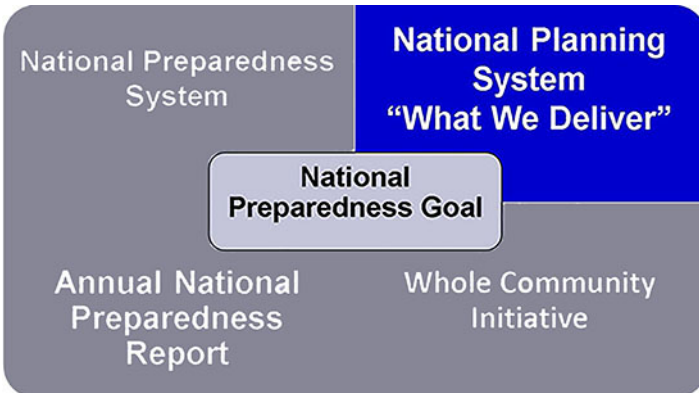 National Preparedness
System
National Planning
System
“What We Deliver”
National
Preparedness Goal
Annual National
Preparedness
Report
Whole Community
Initiative